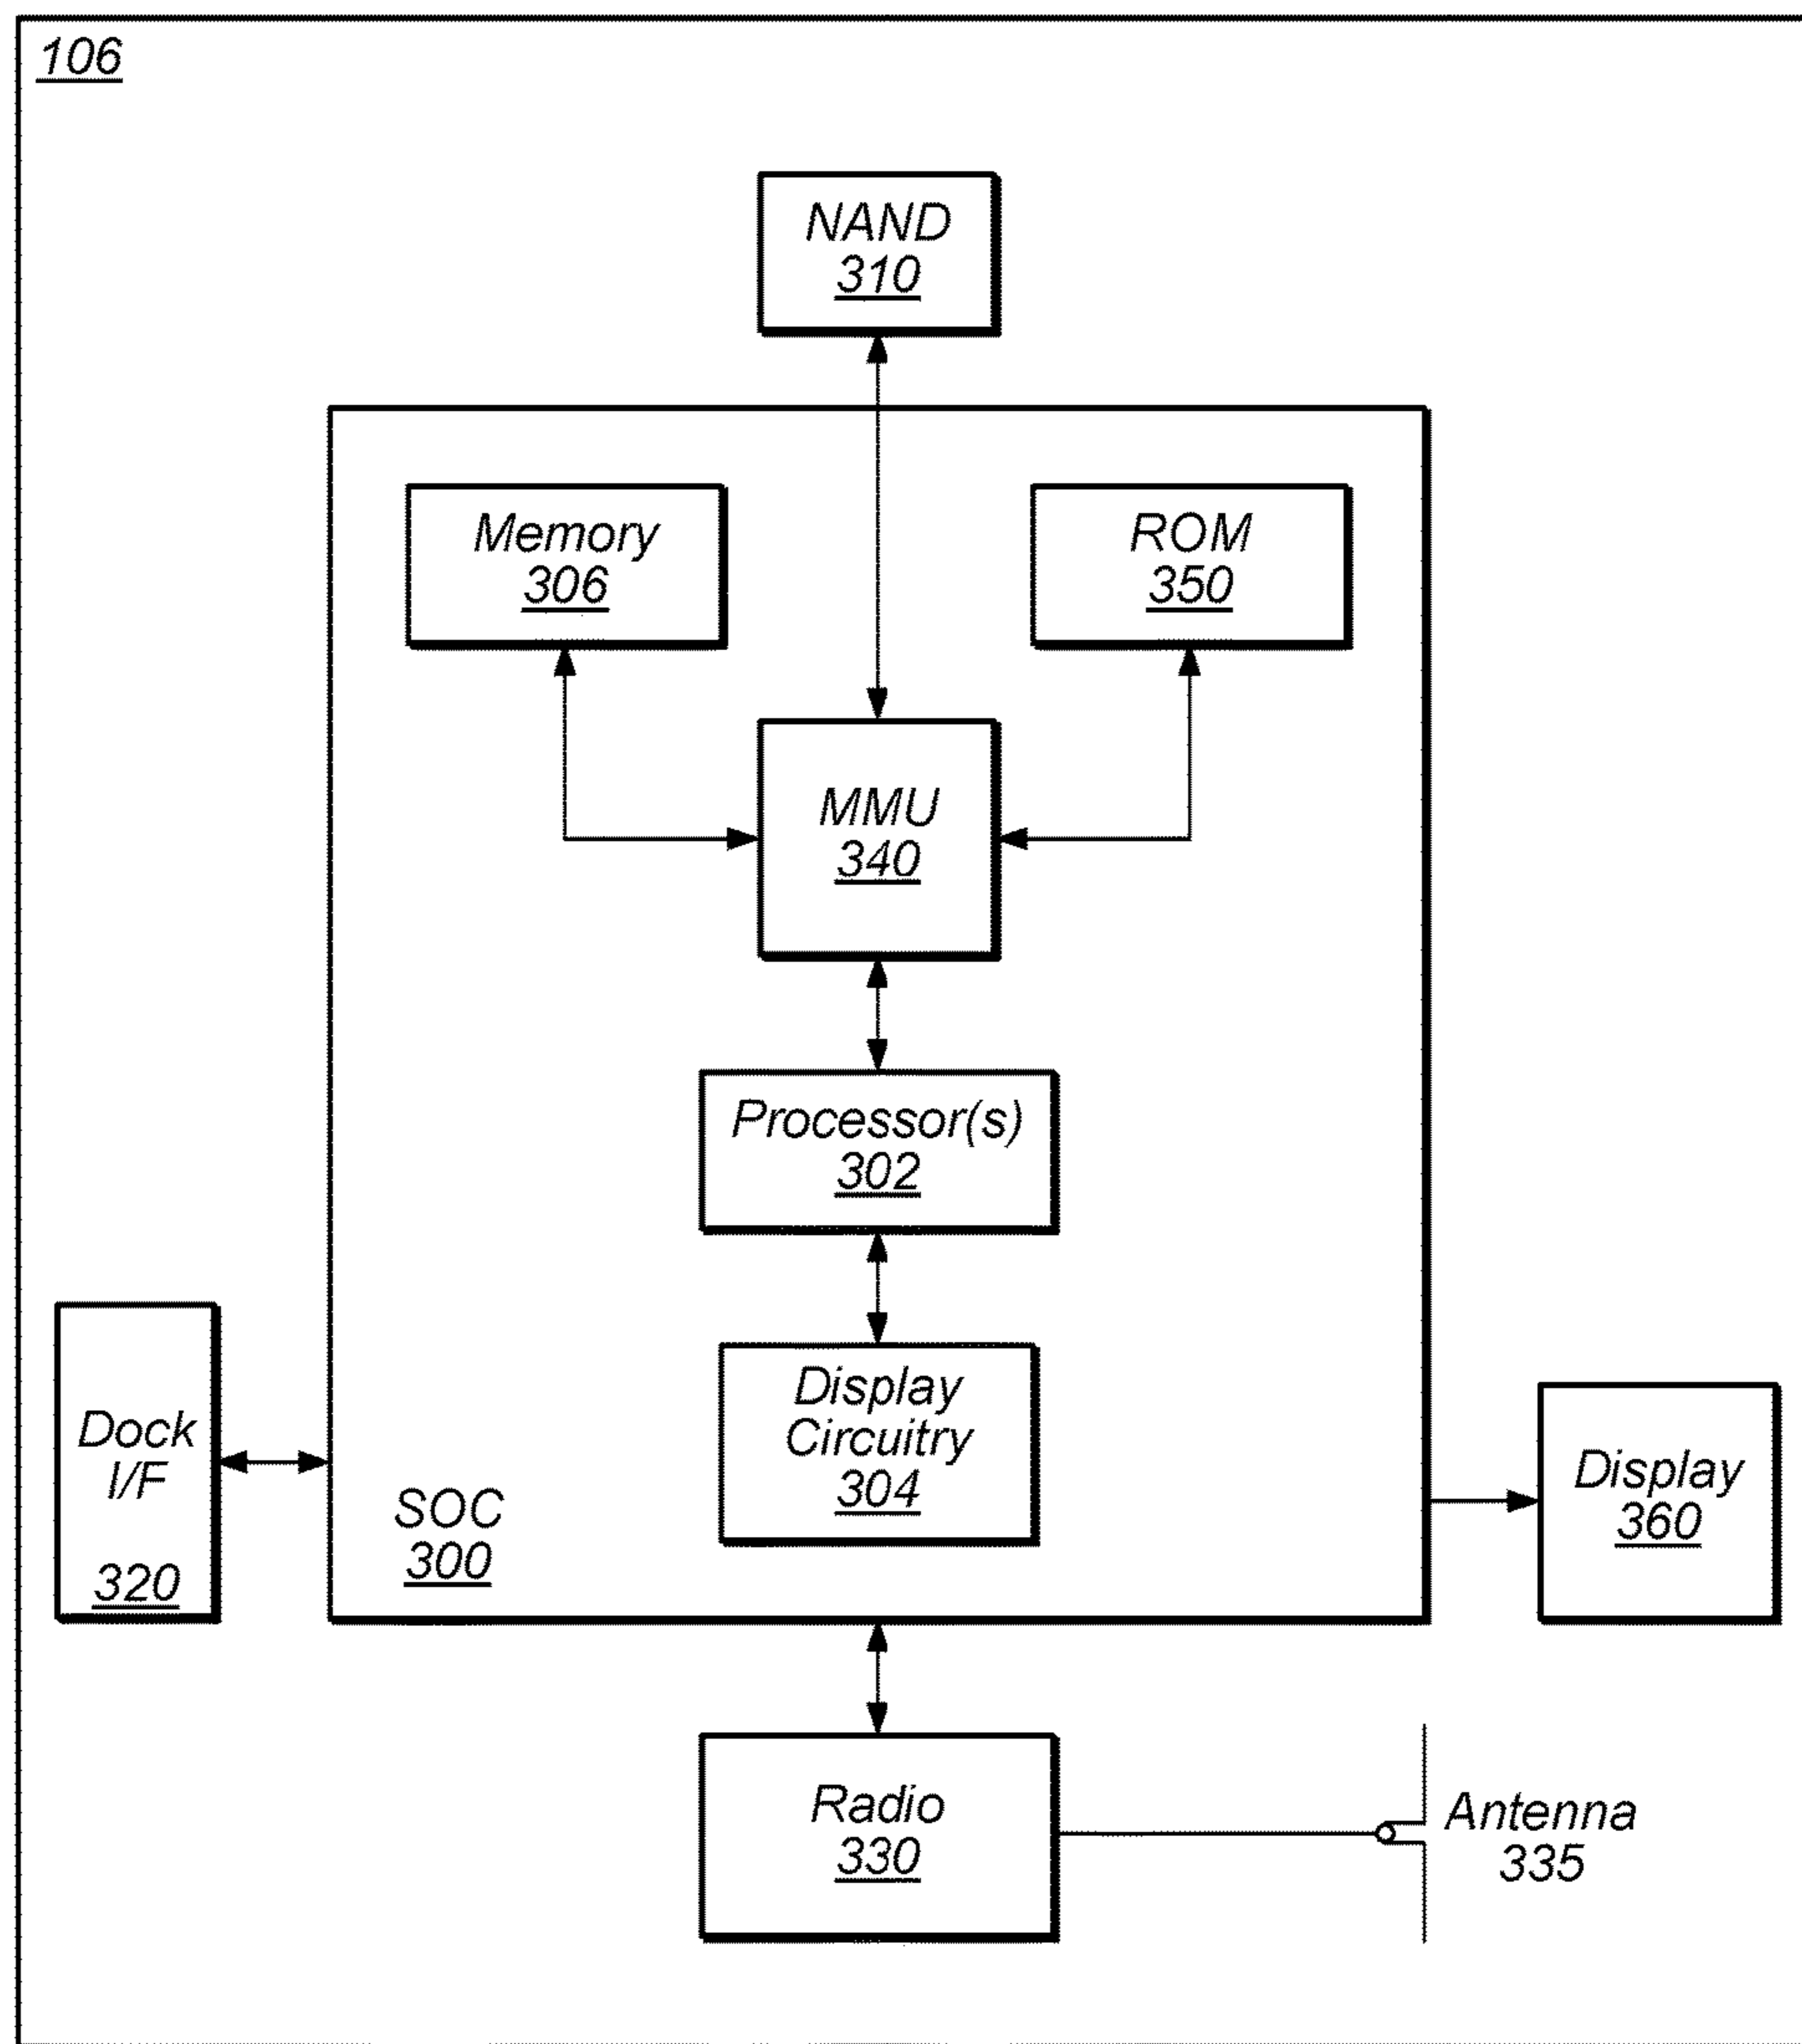 106
NAND
310
Memory
306
ROM
350
MMU
340
Processor(s)
302
Display
Circuitry
304
Dock
I/F
320
SOC
300
Display
360
Radio
330
Antenna
335